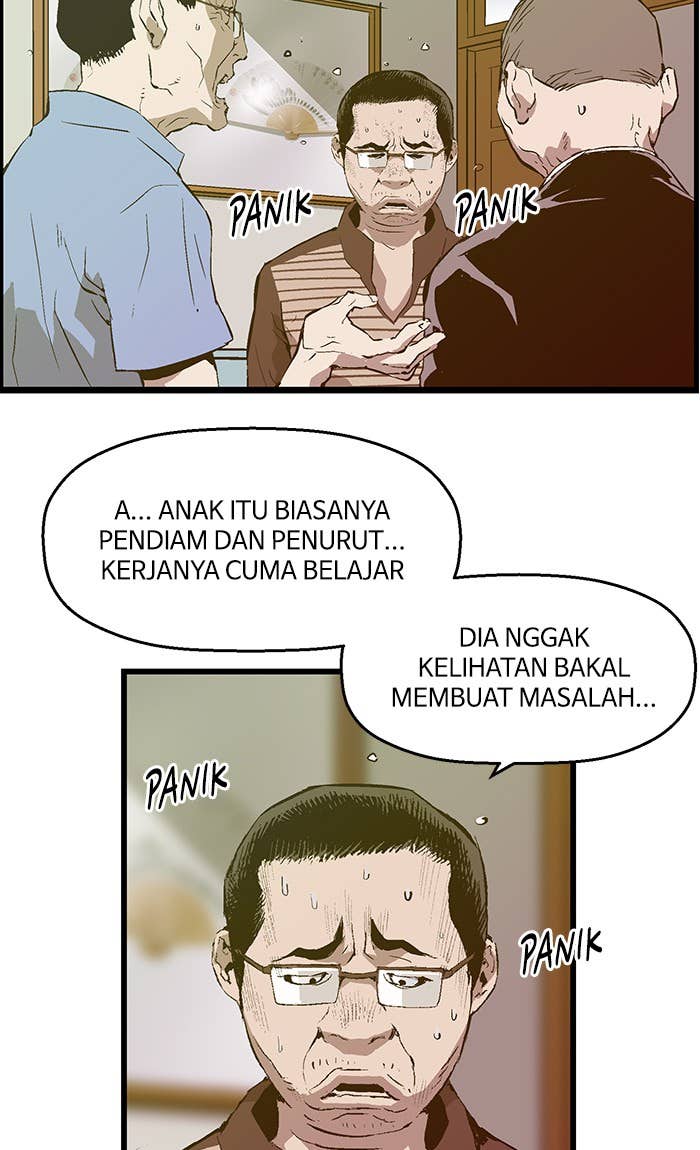 PANIK
PANIK
A... ANAK ITU BIASANYA
PENDIAM DAN PENURUT...
KERJANYA CUMA BELAJAR
DIA NGGAK
KELIHATAN BAKAL
MEMBUAT MASALAH...
PANIK
PANIK